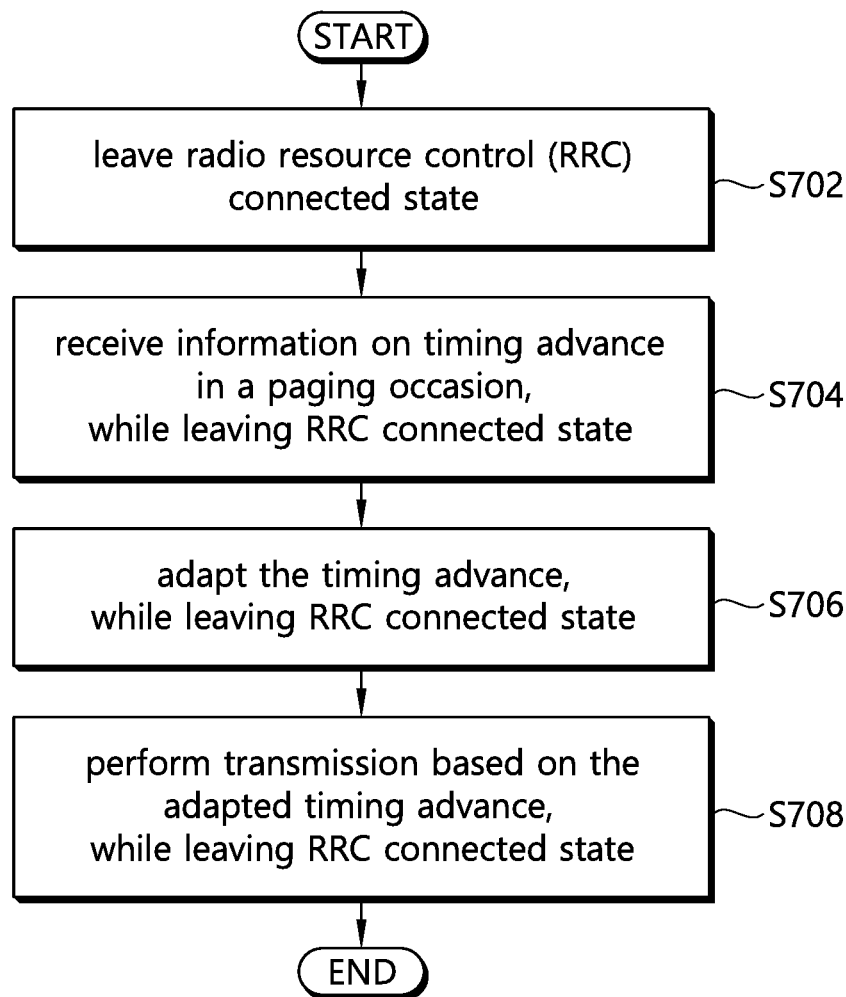 START
leave radio resource control (RRC)
connected state
S702
receive information on timing advance
in a paging occasion,
while leaving RRC connected state
S704
adapt the timing advance,
while leaving RRC connected state
S706
perform transmission based on the
adapted timing advance,
while leaving RRC connected state
S708
END